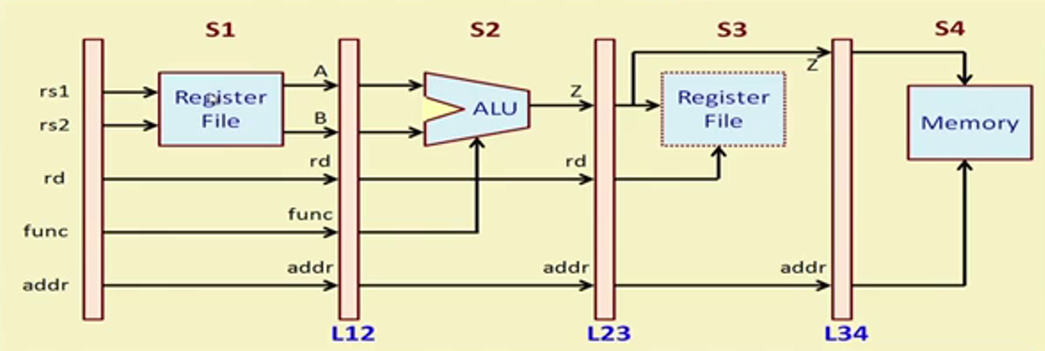 S1
S2
S3
S4
rs1
rs2
rd
func
addr
Register
File
A
B
rd
func
addr
ALU
Z
rd
addr
Register
File
Z
addr
Memory
L12
L23
L34